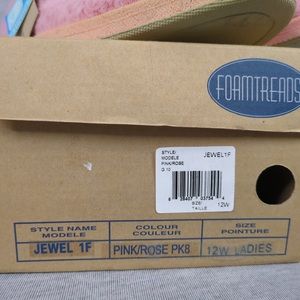 FOAMTREADS
STYLE/
MODELE
JEWEL1F
PINK/ROSE
SIZE/
TAILLE
12W
STYLE NAME
MODELE
COLOUR
COULEUR
SIZE
POINTURE
JEWEL 1F
PINK/ROSE PK8
12W LADIES